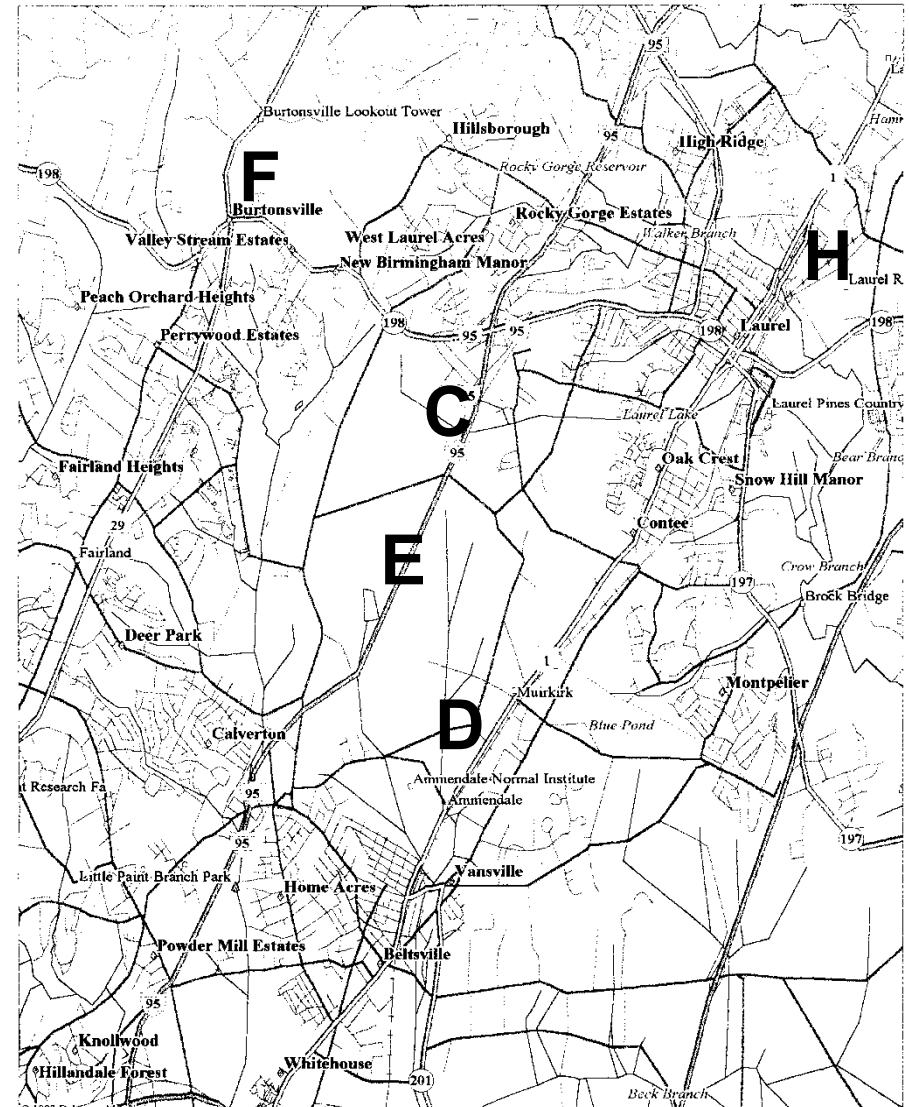 95
Burtonsville Lookout Tower
Hillsborough
95
High Ridge
Rocky Gorge Reservoir
198
F
1
Burtonsville
Rocky Gorge Estates
Valley Stream Estates
West Laurel Acres
Walker Branch
New Birmingham Manor
H
Laurel R
Peach Orchard Heights
198
95
95
198
Laurel
198
Perrywood Estates
C
5
Laurel Lake
Laurel Pines Country
95
Fairland Heights
Oak Crest
Bear Branc
Snow Hill Manor
29
Contee
Fairland
E
Crow Branch
197
Brock Bridge
Deer Park
1
Muirkirk
Montpelier
D
Blue Pond
Calverton
Ammendale Normal Institute
t Research Fa
95
Ammendale
95
197
Little Paint Branch Park
Home Acres
Vansville
Powder Mill Estates
Beltsville
95
Knollwood
Whitehouse
Hillandale Forest
201
Beck Branch